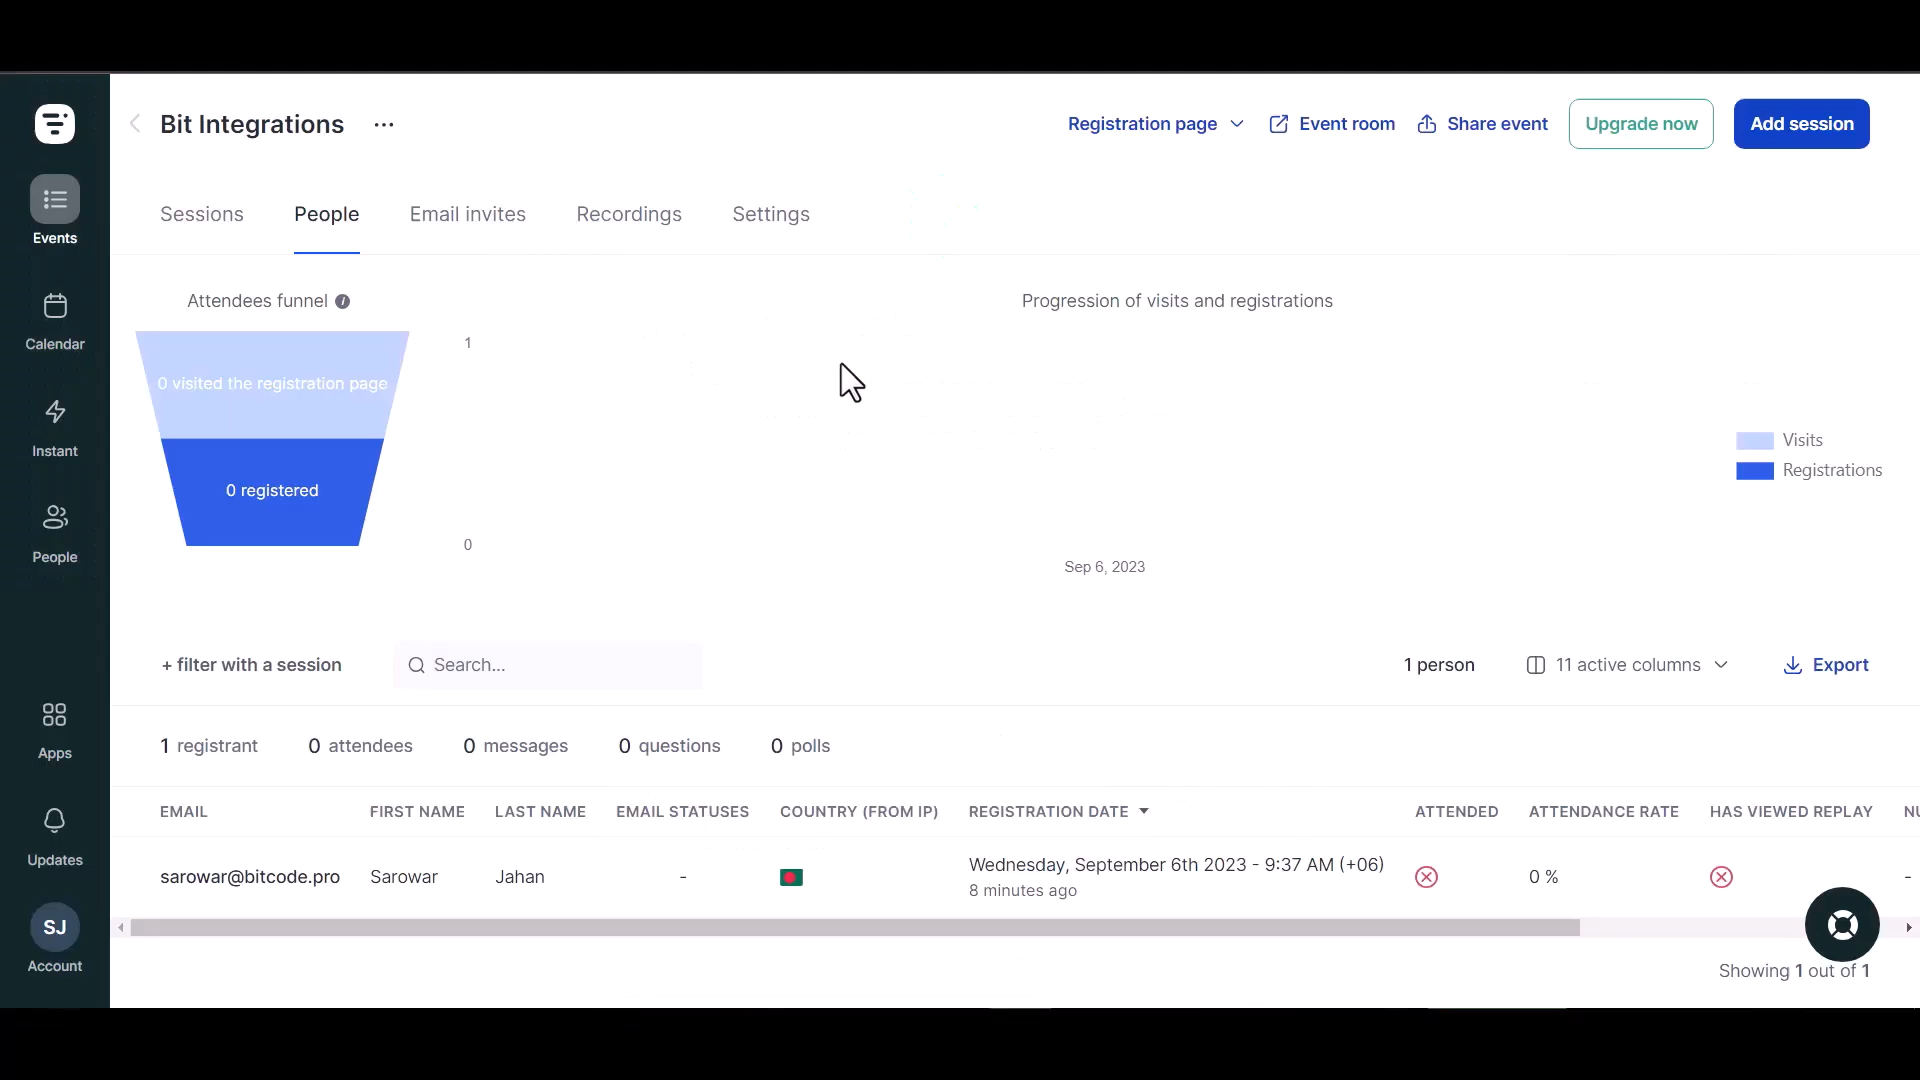 Bit Integrations ...
Registration page
Event room
Share event
Upgrade now
Add session
Events
Calendar
Instant
People
Apps
Updates
SJ
Account
Sessions
People
Email invites
Recordings
Settings
Attendees funnel i
0 visited the registration page
0 registered
Progression of visits and registrations
1
0
Sep 6, 2023
Visits
Registrations
+ filter with a session
Search...
1 person
11 active columns
Export
1 registrant
0 attendees
0 messages
0 questions
0 polls
EMAIL FIRST NAME LAST NAME EMAIL STATUSES COUNTRY (FROM IP) REGISTRATION DATE ATTENDED ATTENDANCE RATE HAS VIEWED REPLAY NU
sarowar@bitcode.pro Sarowar Jahan - Wednesday, September 6th 2023 - 9:37 AM (+06) 0 % -
8 minutes ago
Showing 1 out of 1